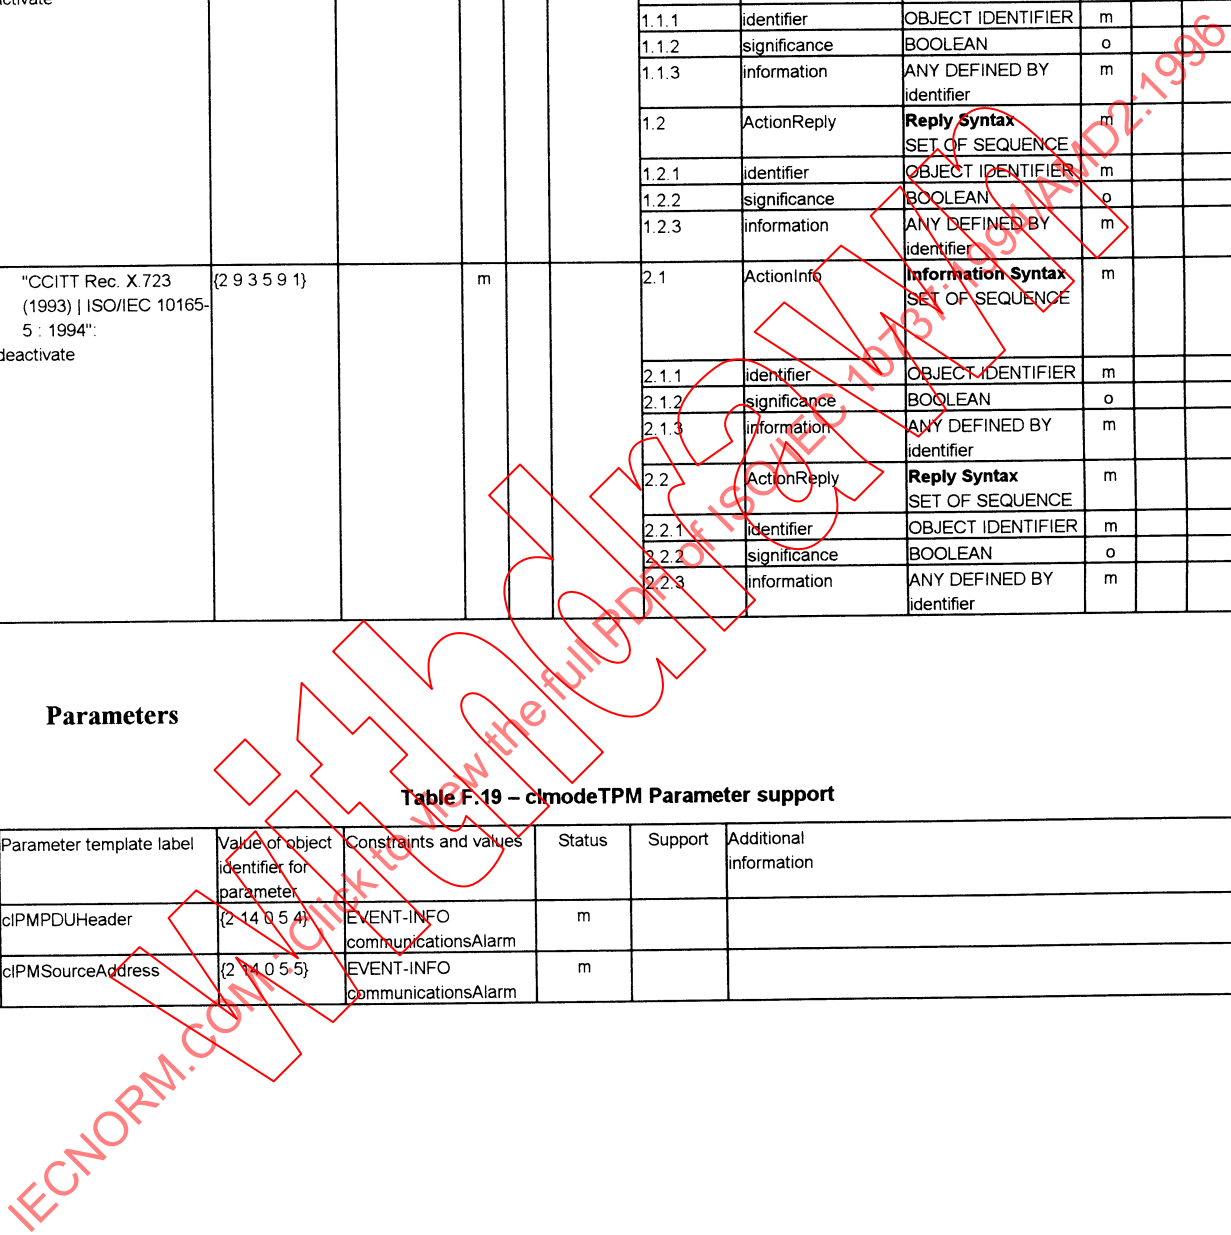 1.1.1 identifier OBJECT IDENTIFIER m
1.1.2 significance BOOLEAN o
1.1.3 information ANY DEFINED BY m
identifier
1.2 ActionReply Reply Syntax m
SET OF SEQUENCE
1.2.1 identifier OBJECT IDENTIFIER m
1.2.2 significance BOOLEAN o
1.2.3 information ANY DEFINED BY m
identifier
"CCITT Rec. X.723 {2 9 3 5 9 1} m 2.1 ActionInfo Information Syntax m
(1993) | ISO/IEC 10165- SET OF SEQUENCE
5 : 1994":
deactivate
2.1.1 identifier OBJECT IDENTIFIER m
2.1.2 significance BOOLEAN o
2.1.3 information ANY DEFINED BY m
identifier
2.2 ActionReply Reply Syntax m
SET OF SEQUENCE
2.2.1 identifier OBJECT IDENTIFIER m
2.2.2 significance BOOLEAN o
2.2.3 information ANY DEFINED BY m
identifier
Parameters
Table F.19 – clmodeTPM Parameter support
Parameter template label Value of object Constraints and values Status Support Additional
identifier for information
parameter
clPMPDUHeader {2 14 0 5 4} EVENT-INFO m
communicationsAlarm
clPMSourceAddress {2 14 0 5 5} EVENT-INFO m
communicationsAlarm
Withdrawn
IECNORM.COM : Click to view the full PDF of ISO/IEC 10737:1994/AMD2:1996